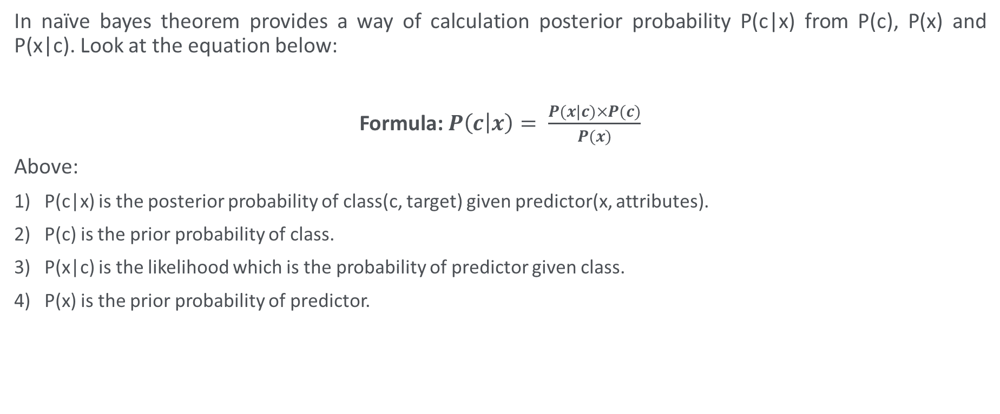 In naïve bayes theorem provides a way of calculation posterior probability P(c|x) from P(c), P(x) and
P(x|c). Look at the equation below:
Formula: P(c|x) = P(x|c)×P(c) / P(x)
Above:
1) P(c|x) is the posterior probability of class(c, target) given predictor(x, attributes).
2) P(c) is the prior probability of class.
3) P(x|c) is the likelihood which is the probability of predictor given class.
4) P(x) is the prior probability of predictor.